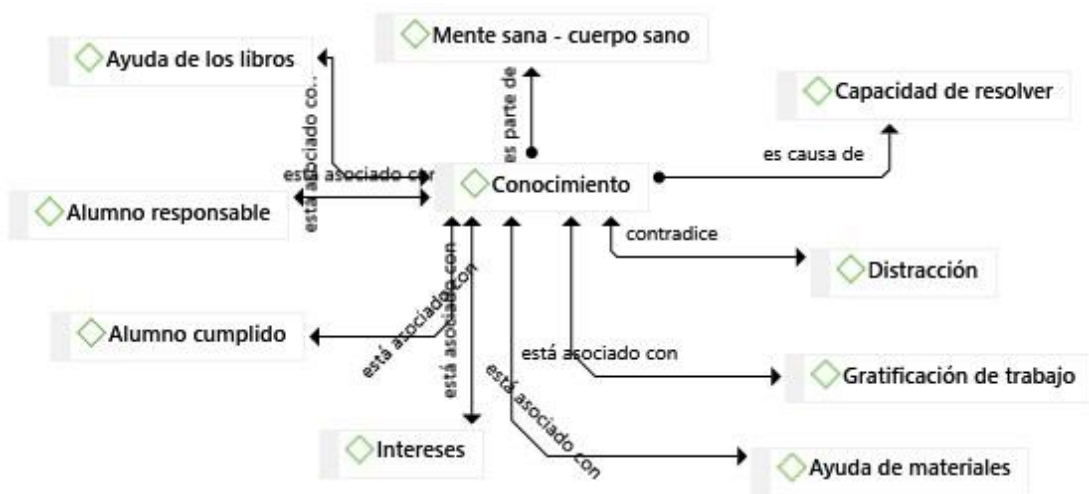 Mente sana - cuerpo sano
Ayuda de los libros
Capacidad de resolver
está asociado co..
es parte de
es causa de
está asociado con
Conocimiento
Alumno responsable
contradice
Distracción
Alumno cumplido
está asociado con
está asociado con
está asociado con
Gratificación de trabajo
está asociado con
Intereses
Ayuda de materiales